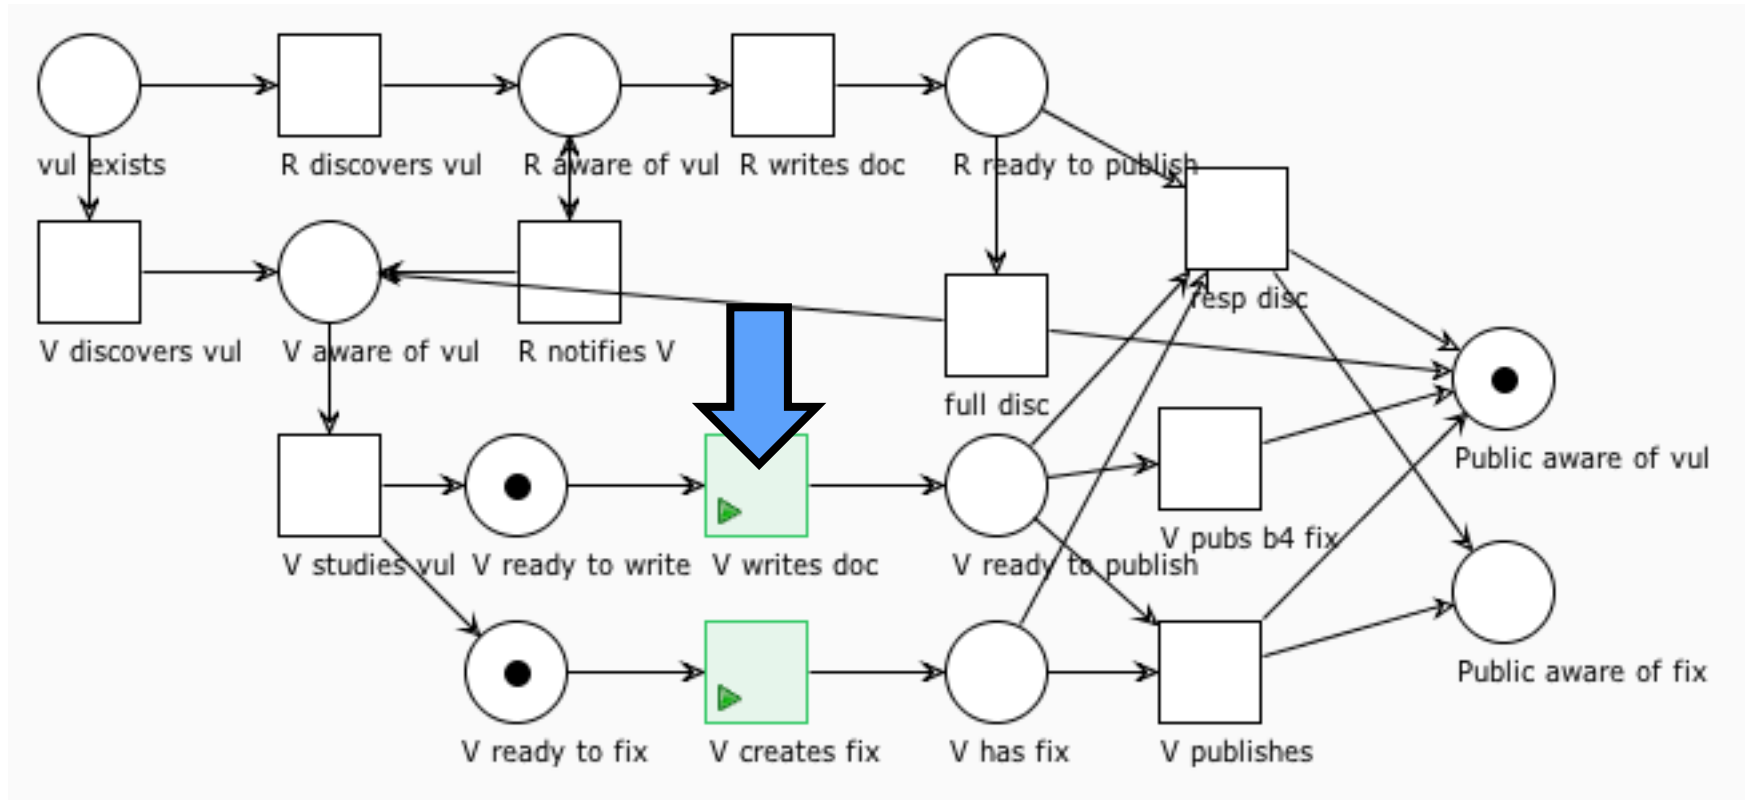 vul exists
R discovers vul
R aware of vul
R writes doc
R ready to publish
V discovers vul
V aware of vul
R notifies V
resp disc
full disc
Public aware of vul
V studies vul
V ready to write
V writes doc
V ready to publish
V pubs b4 fix
V ready to fix
V creates fix
V has fix
V publishes
Public aware of fix